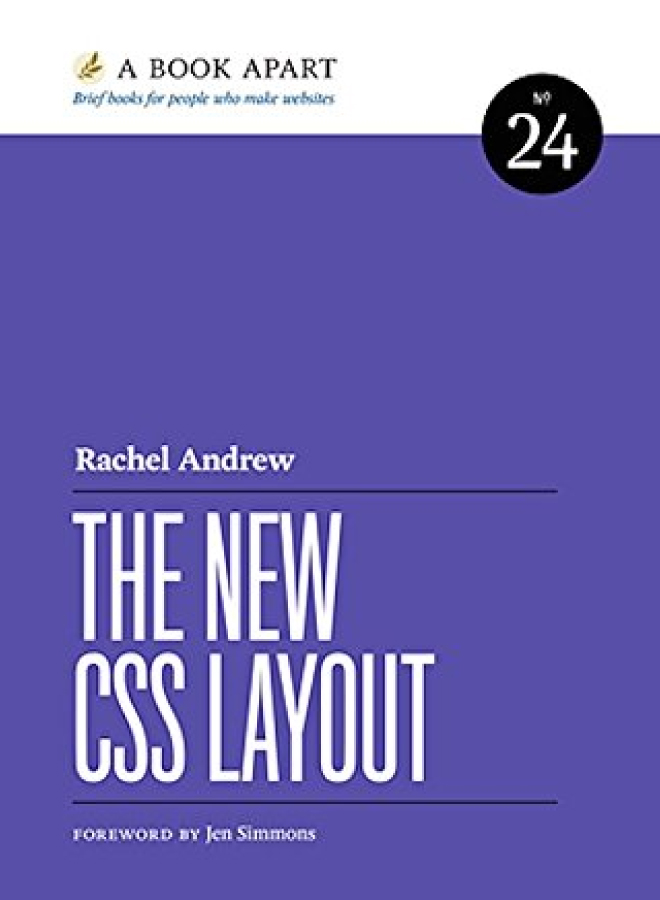 A BOOK APART
Brief books for people who make websites
Nº
24
Rachel Andrew
THE NEW
CSS LAYOUT
FOREWORD BY Jen Simmons